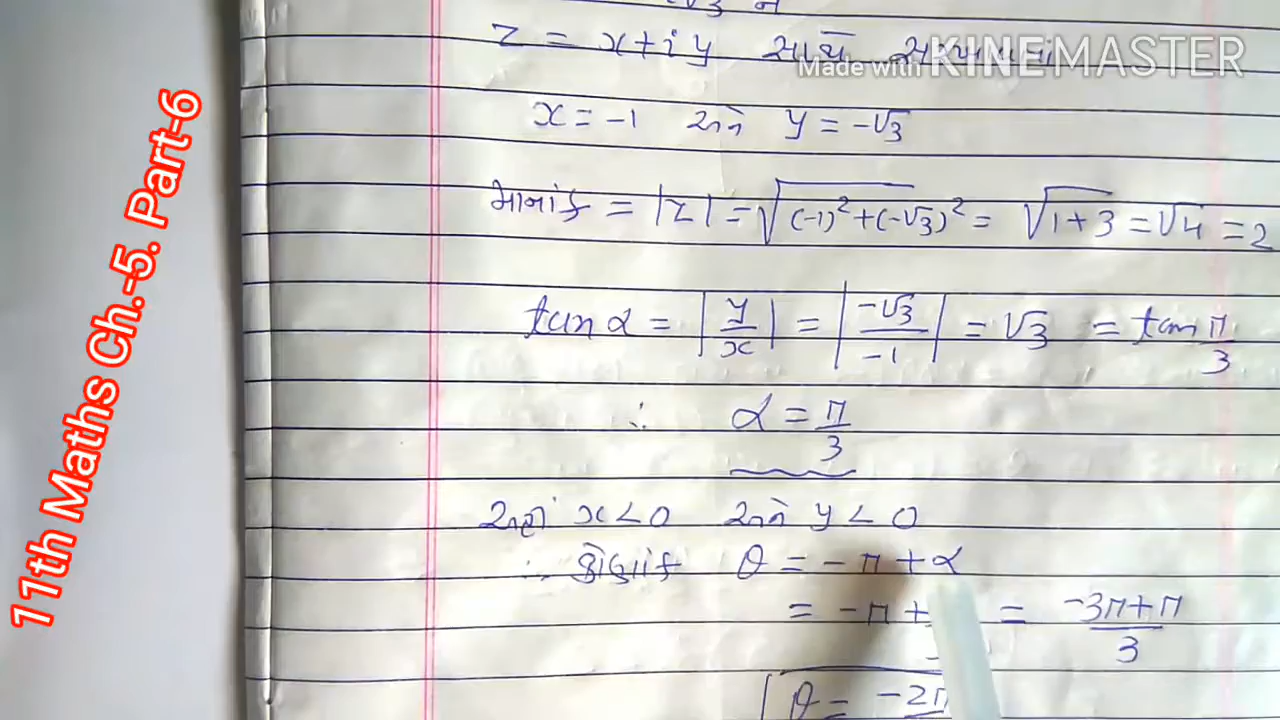 z = x+iy સાથે
Made with KINEMASTER
x = -1 અને y = -√3
માનાંક = |z| = √((-1)²+(-√3)²) = √(1+3) = √4 = 2
tan α = |y/x| = |-√3/-1| = √3 = tan π/3
∴ α = π/3
અહીં x < 0 અને y < 0
∴ કોણાંક θ = -π+α
= -π+ = (-3π+π)/3
θ = -2π
11th Maths Ch.-5. Part-6